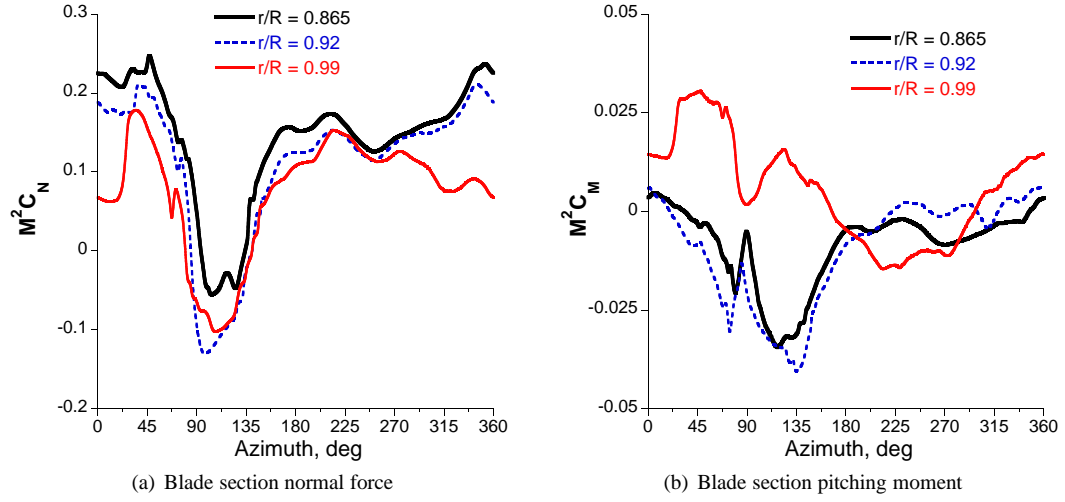 0.3
r/R = 0.865
r/R = 0.92
r/R = 0.99
0.2
0.1
0
-0.1
-0.2
M²C_N
0 45 90 135 180 225 270 315 360
Azimuth, deg
(a) Blade section normal force
0.05
r/R = 0.865
r/R = 0.92
r/R = 0.99
0.025
0
-0.025
-0.05
M²C_M
0 45 90 135 180 225 270 315 360
Azimuth, deg
(b) Blade section pitching moment